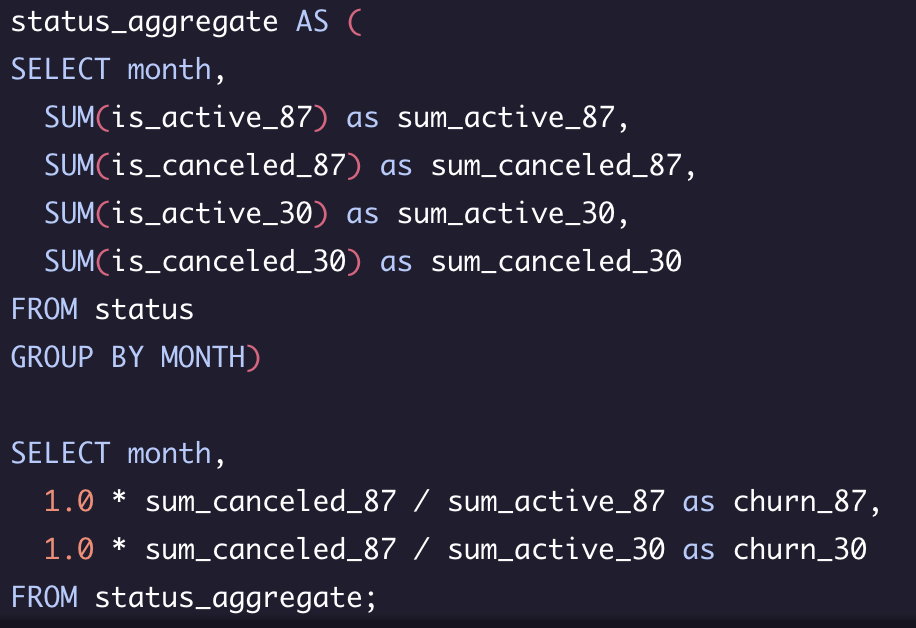 status_aggregate AS (
SELECT month,
  SUM(is_active_87) as sum_active_87,
  SUM(is_canceled_87) as sum_canceled_87,
  SUM(is_active_30) as sum_active_30,
  SUM(is_canceled_30) as sum_canceled_30
FROM status
GROUP BY MONTH)

SELECT month,
  1.0 * sum_canceled_87 / sum_active_87 as churn_87,
  1.0 * sum_canceled_87 / sum_active_30 as churn_30
FROM status_aggregate;